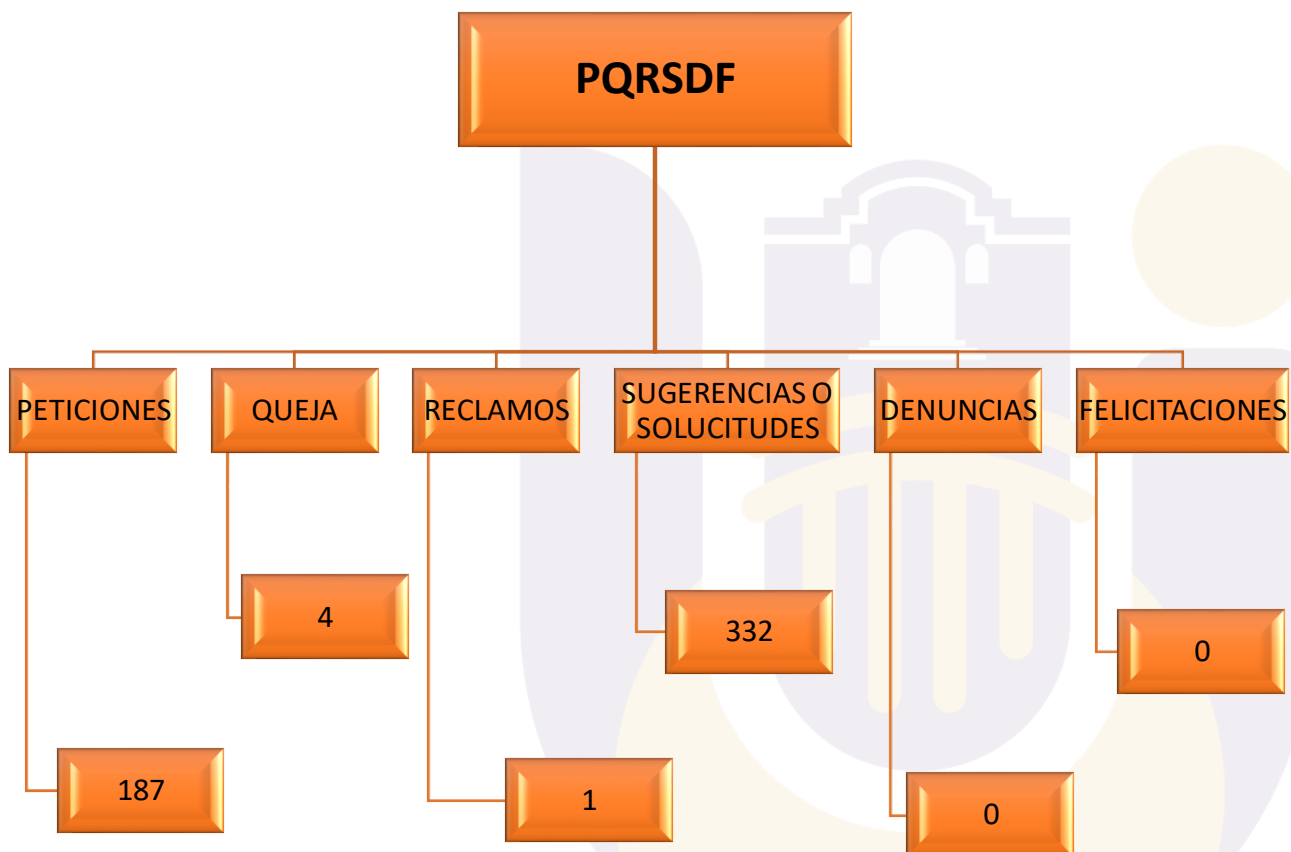 PQRSDF
PETICIONES
QUEJA
RECLAMOS
SUGERENCIAS O
SOLUCITUDES
DENUNCIAS
FELICITACIONES
4
332
0
187
1
0